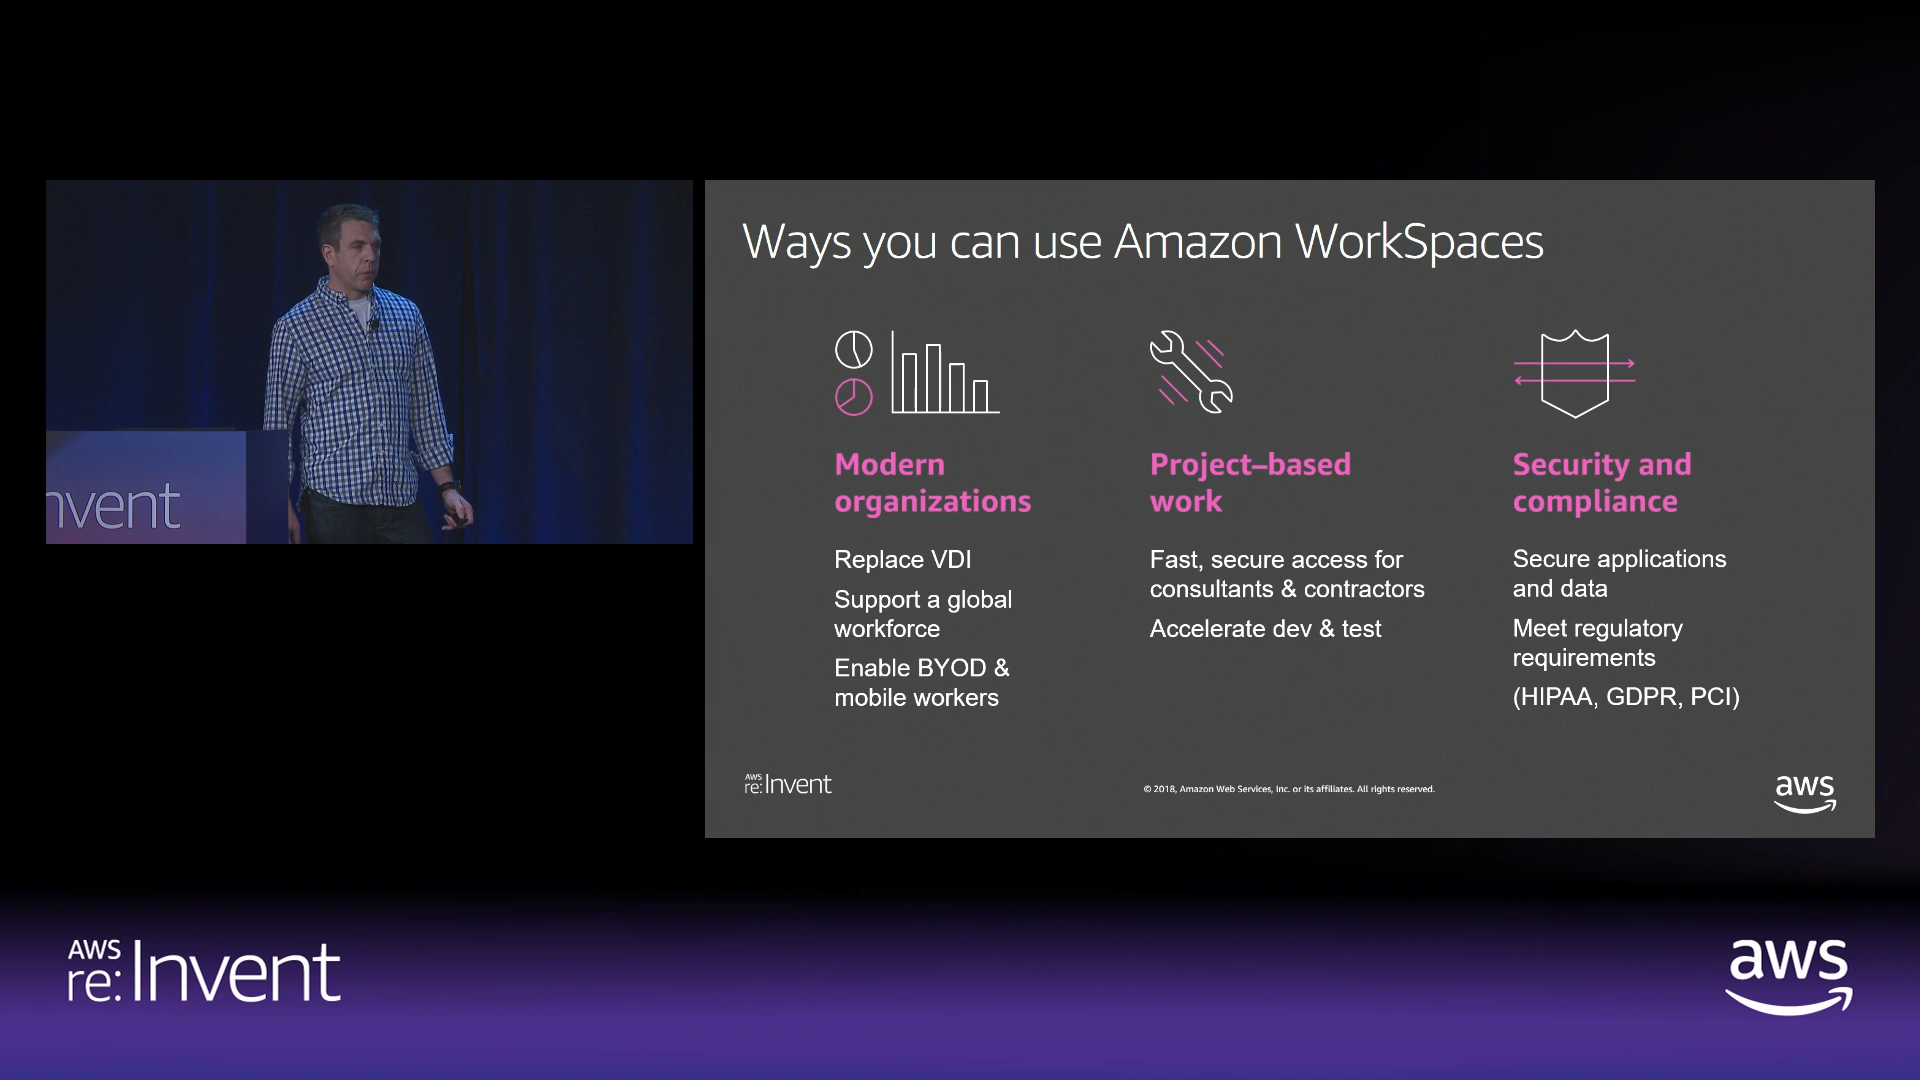 Ways you can use Amazon WorkSpaces
Modern
organizations
Replace VDI
Support a global
workforce
Enable BYOD &
mobile workers
Project–based
work
Fast, secure access for
consultants & contractors
Accelerate dev & test
Security and
compliance
Secure applications
and data
Meet regulatory
requirements
(HIPAA, GDPR, PCI)
AWS
re:Invent
© 2018, Amazon Web Services, Inc. or its affiliates. All rights reserved.
aws
nvent
AWS
re:Invent
aws